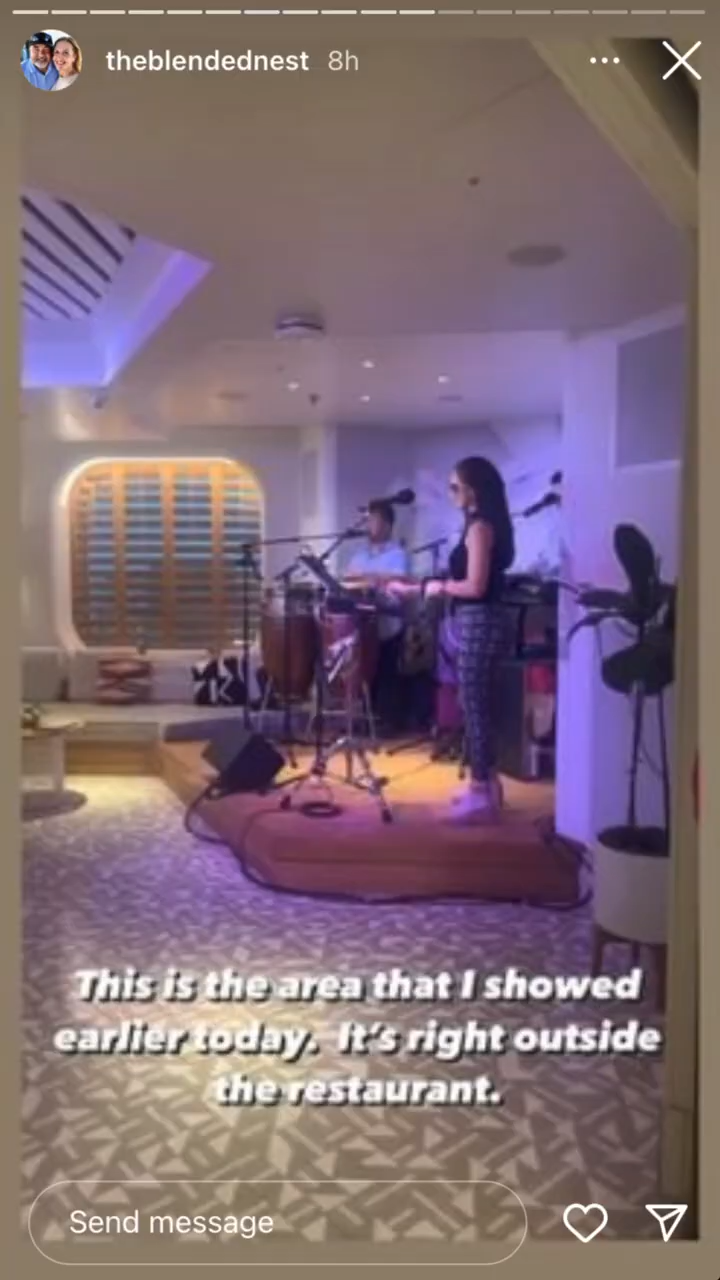 theblendednest 8h
This is the area that I showed
earlier today. It's right outside
the restaurant.
Send message